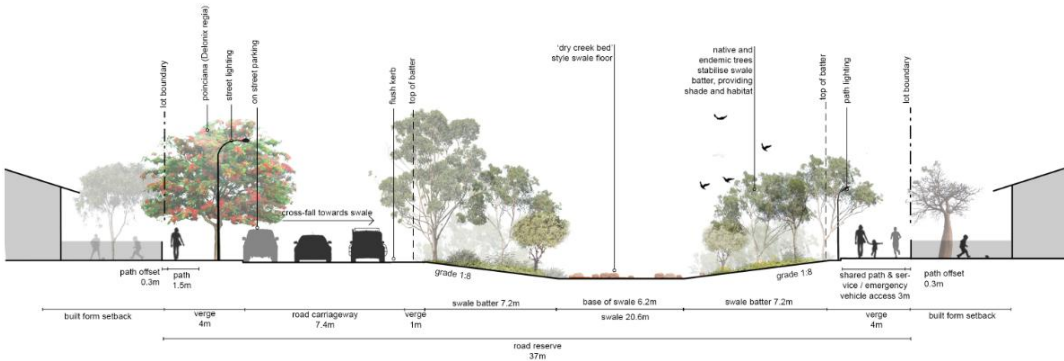 lot boundary
poinciana (Delonix regia)
street lighting
on street parking
flush kerb
top of batter
'dry creek bed'
style swale floor
native and
endemic trees
stabilise swale
batter, providing
shade and habitat
top of batter
path lighting
lot boundary
cross-fall towards swale
grade 1:8
grade 1:8
path offset
0.3m
path
1.5m
shared path & ser-
vice / emergency
vehicle access 3m
path offset
0.3m
swale batter 7.2m
base of swale 6.2m
swale batter 7.2m
built form setback
verge
4m
road carriageway
7.4m
verge
1m
swale 20.6m
verge
4m
built form setback
road reserve
37m